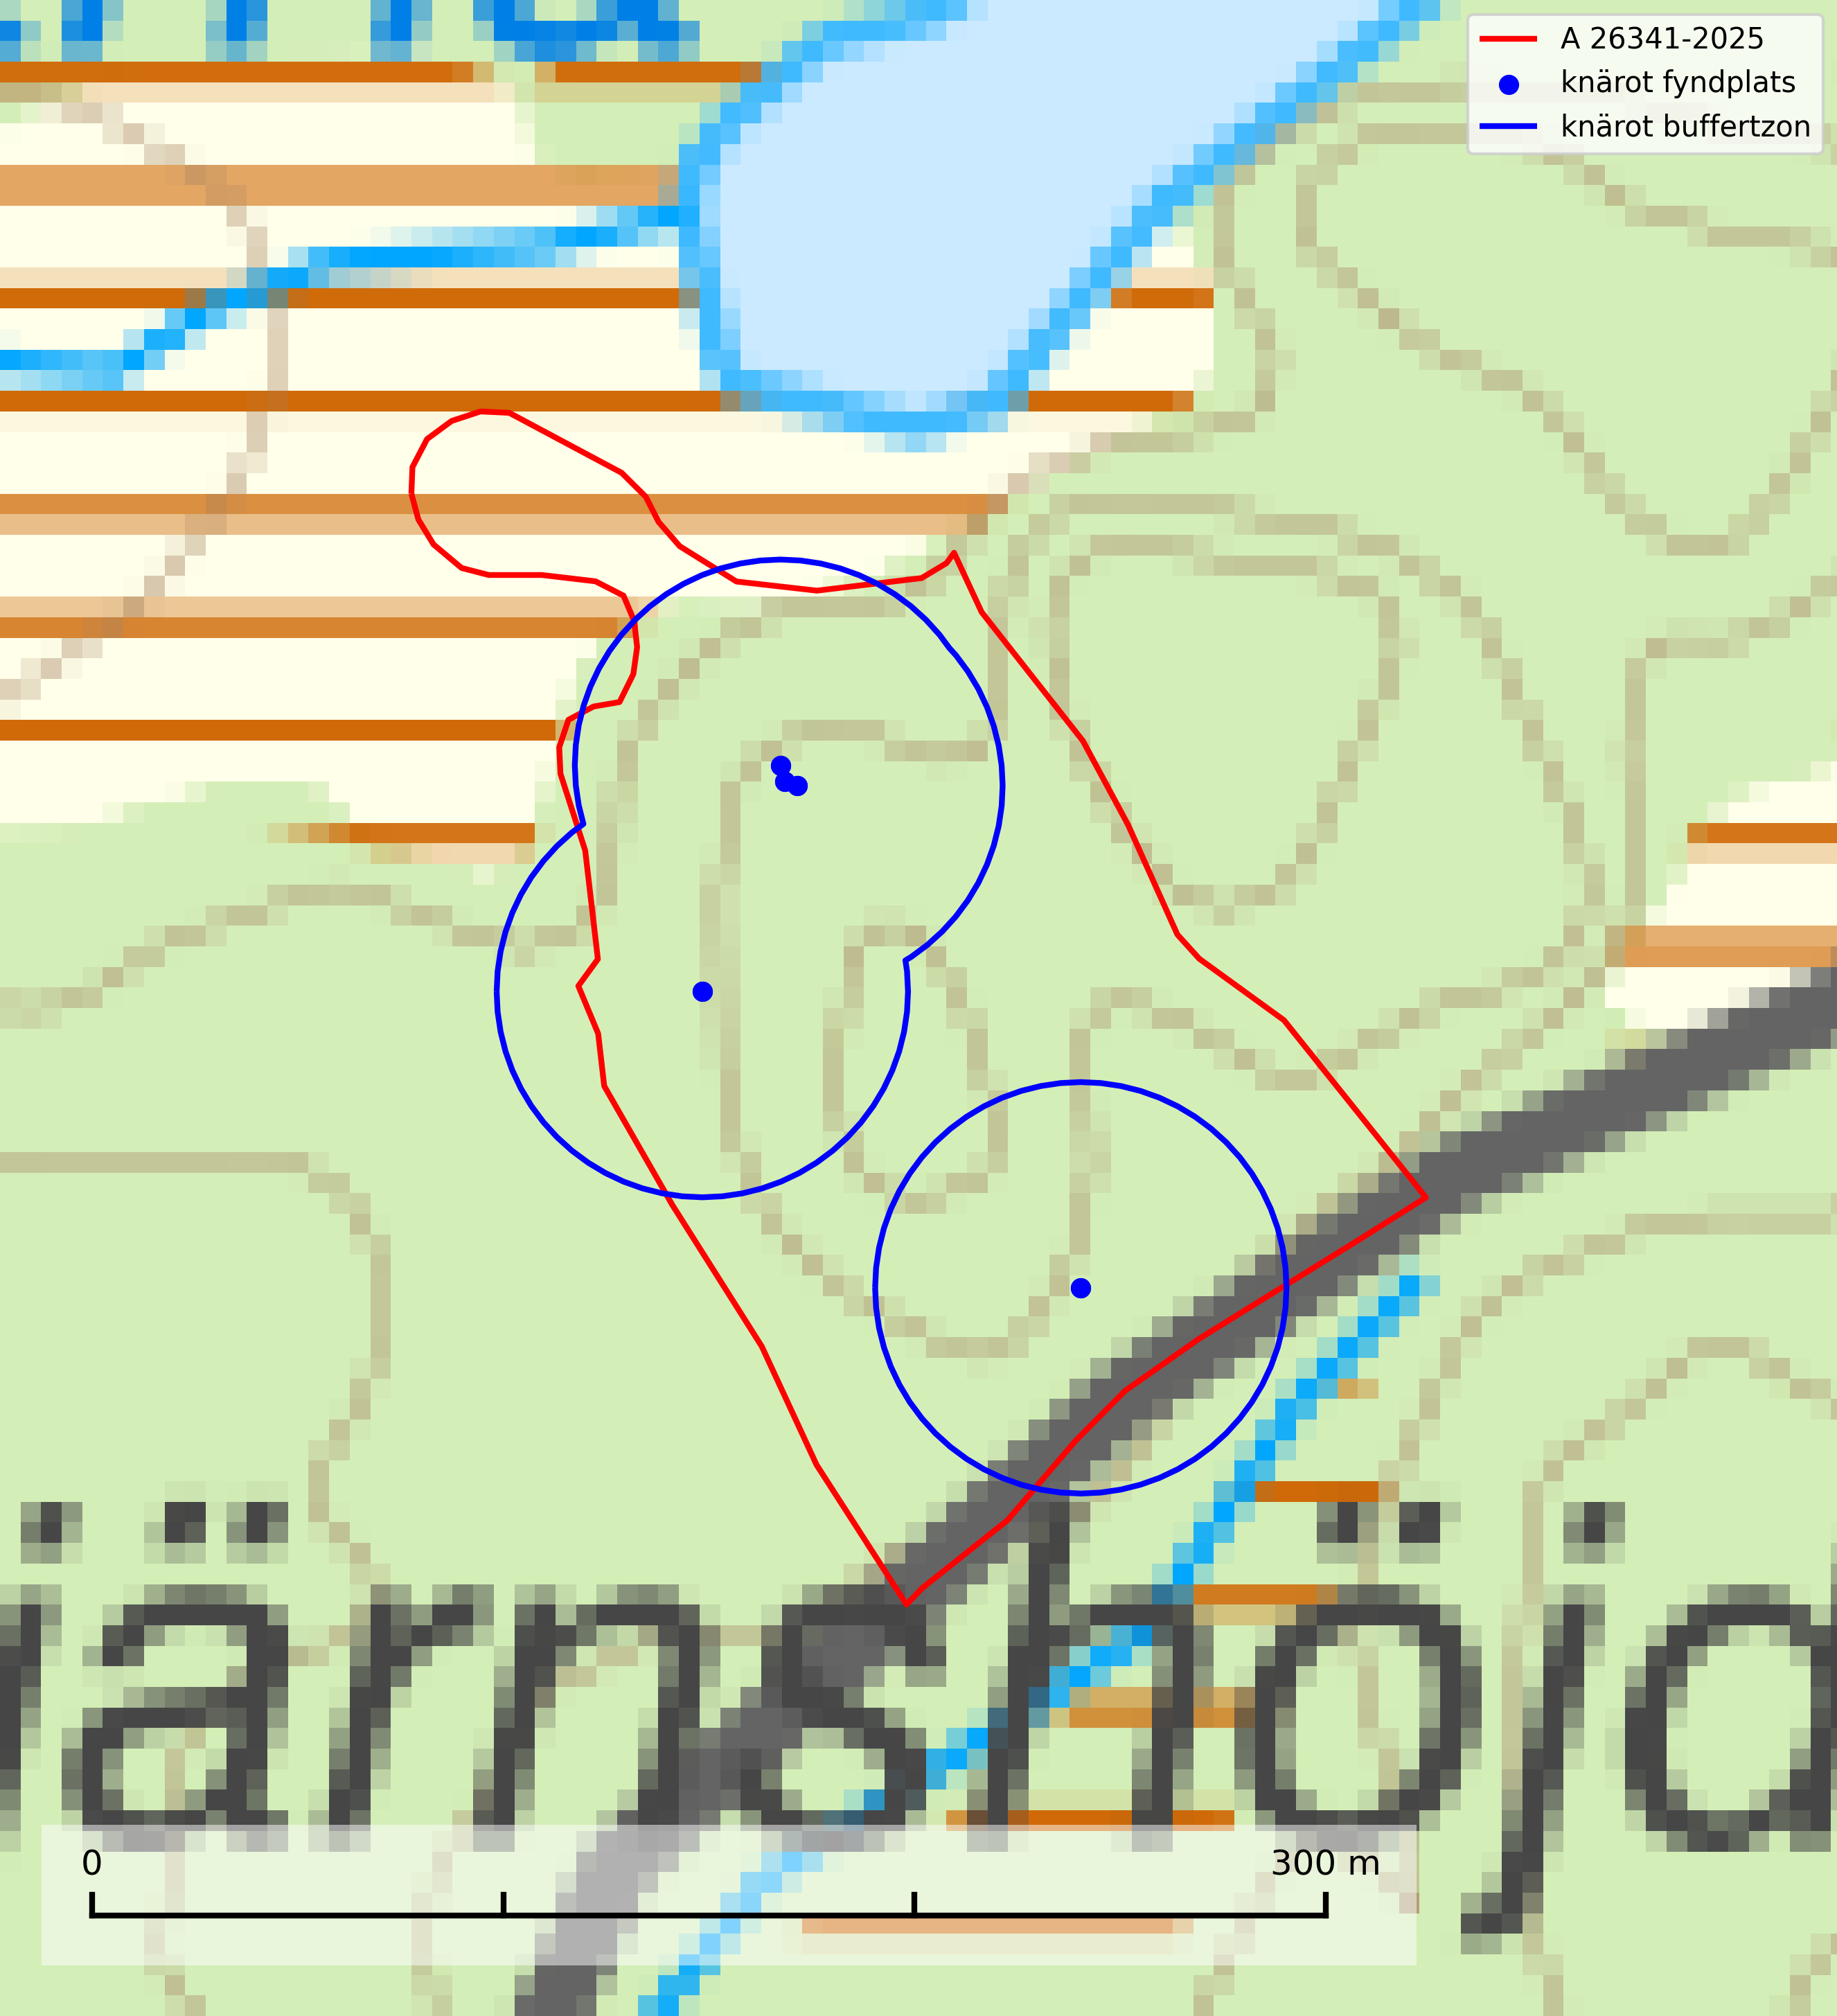 A 26341-2025
knärot fyndplats
knärot buffertzon
0
300 m